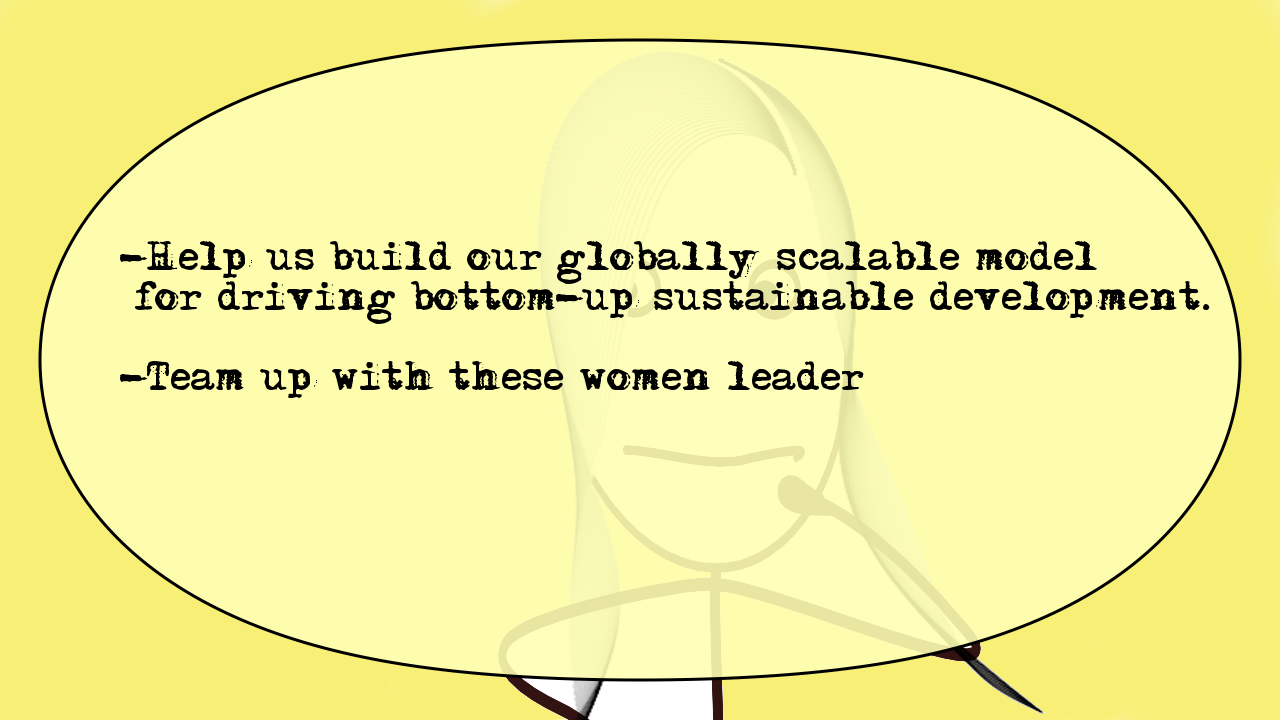 -Help us build our globally scalable model
for driving bottom-up sustainable development.
-Team up with these women leader